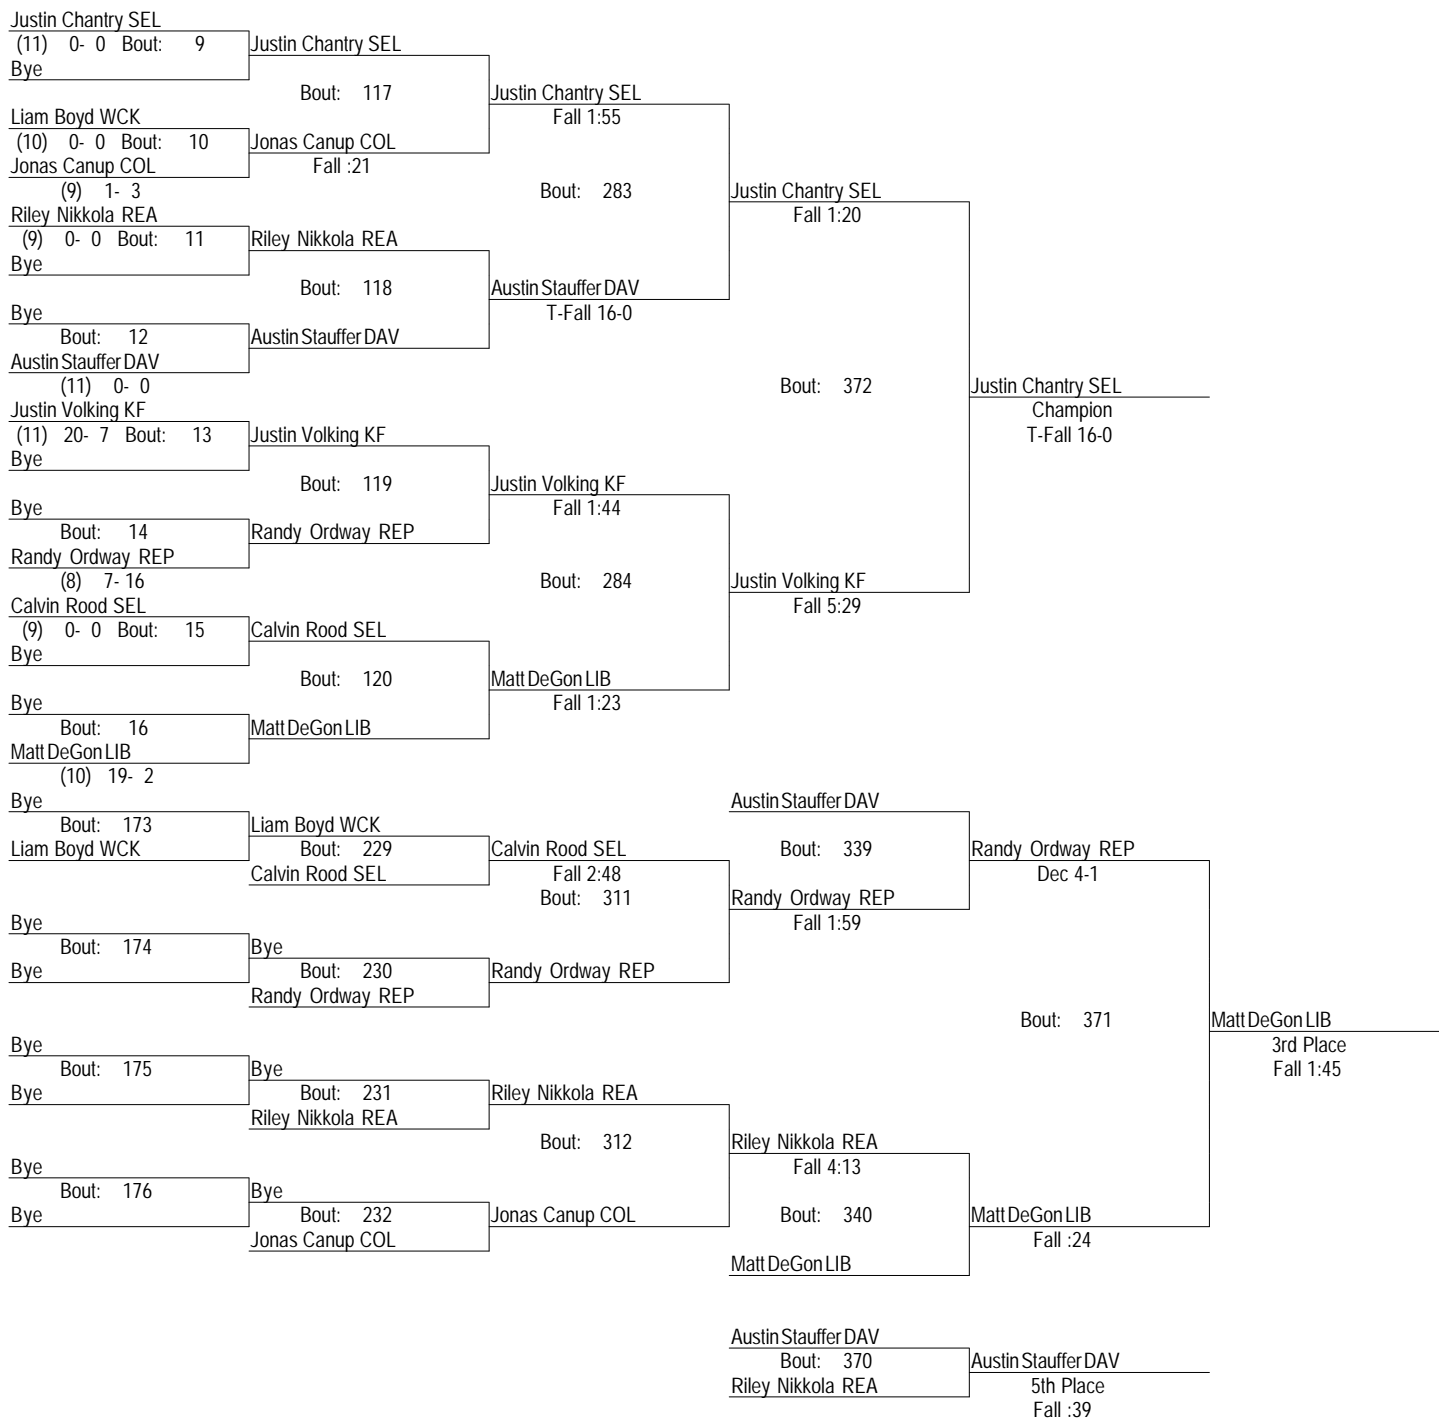 Justin Chantry SEL
(11) 0- 0 Bout: 9
Justin Chantry SEL
Bye
Bout: 117
Justin Chantry SEL
Fall 1:55
Liam Boyd WCK
(10) 0- 0 Bout: 10
Jonas Canup COL
Jonas Canup COL
Fall :21
(9) 1- 3
Bout: 283
Justin Chantry SEL
Fall 1:20
Riley Nikkola REA
(9) 0- 0 Bout: 11
Riley Nikkola REA
Bye
Bout: 118
Austin Stauffer DAV
T-Fall 16-0
Bye
Bout: 12
Austin Stauffer DAV
Austin Stauffer DAV
(11) 0- 0
Bout: 372
Justin Chantry SEL
Champion
T-Fall 16-0
Justin Volking KF
(11) 20- 7 Bout: 13
Justin Volking KF
Bye
Bout: 119
Justin Volking KF
Fall 1:44
Bye
Bout: 14
Randy Ordway REP
Randy Ordway REP
(8) 7- 16
Bout: 284
Justin Volking KF
Fall 5:29
Calvin Rood SEL
(9) 0- 0 Bout: 15
Calvin Rood SEL
Bye
Bout: 120
Matt DeGon LIB
Fall 1:23
Bye
Bout: 16
Matt DeGon LIB
Matt DeGon LIB
(10) 19- 2
Bye
Bout: 173
Liam Boyd WCK
Liam Boyd WCK
Bout: 229
Calvin Rood SEL
Calvin Rood SEL
Fall 2:48
Bout: 311
Austin Stauffer DAV
Bout: 339
Randy Ordway REP
Dec 4-1
Randy Ordway REP
Fall 1:59
Bye
Bout: 174
Bye
Bye
Bout: 230
Randy Ordway REP
Randy Ordway REP
Bout: 371
Matt DeGon LIB
3rd Place
Fall 1:45
Bye
Bout: 175
Bye
Bye
Bout: 231
Riley Nikkola REA
Riley Nikkola REA
Bout: 312
Riley Nikkola REA
Fall 4:13
Bye
Bout: 176
Bye
Bye
Bout: 232
Jonas Canup COL
Jonas Canup COL
Bout: 340
Matt DeGon LIB
Fall :24
Matt DeGon LIB
Austin Stauffer DAV
Bout: 370
Austin Stauffer DAV
Riley Nikkola REA
5th Place
Fall :39